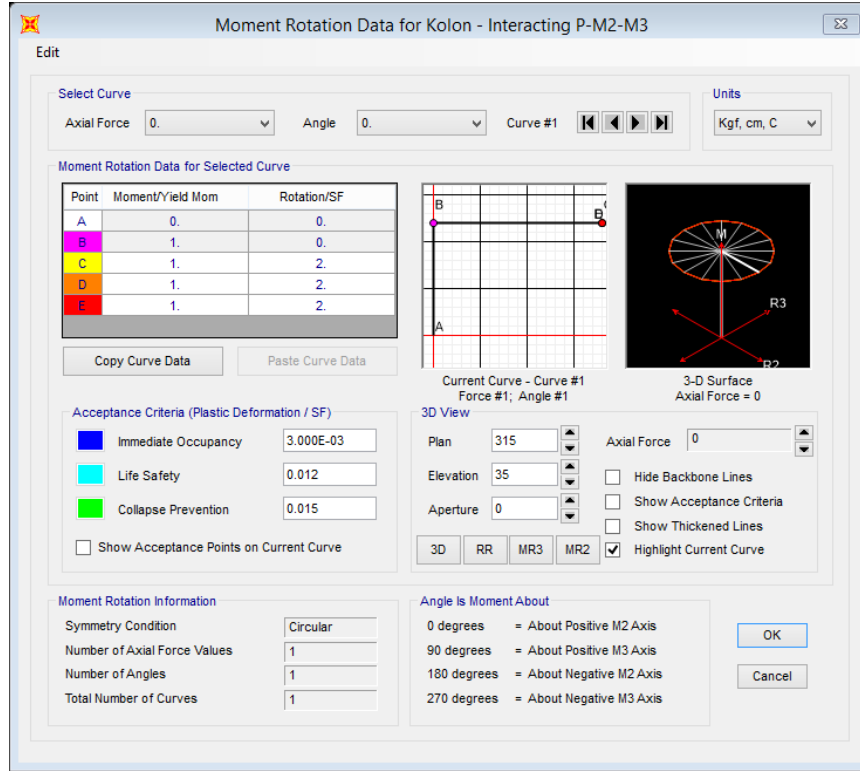 Moment Rotation Data for Kolon - Interacting P-M2-M3
Edit
Select Curve
Axial Force 0. Angle 0. Curve #1
Units
Kgf, cm, C
Moment Rotation Data for Selected Curve
Point Moment/Yield Mom Rotation/SF
A 0. 0.
B 1. 0.
C 1. 2.
D 1. 2.
E 1. 2.
Copy Curve Data Paste Curve Data
B
A
Current Curve - Curve #1
Force #1; Angle #1
M
R3
R2
3-D Surface
Axial Force = 0
Acceptance Criteria (Plastic Deformation / SF)
Immediate Occupancy 3.000E-03
Life Safety 0.012
Collapse Prevention 0.015
Show Acceptance Points on Current Curve
3D View
Plan 315
Elevation 35
Aperture 0
3D RR MR3 MR2
Axial Force 0
Hide Backbone Lines
Show Acceptance Criteria
Show Thickened Lines
Highlight Current Curve
Moment Rotation Information
Symmetry Condition Circular
Number of Axial Force Values 1
Number of Angles 1
Total Number of Curves 1
Angle Is Moment About
0 degrees = About Positive M2 Axis
90 degrees = About Positive M3 Axis
180 degrees = About Negative M2 Axis
270 degrees = About Negative M3 Axis
OK
Cancel